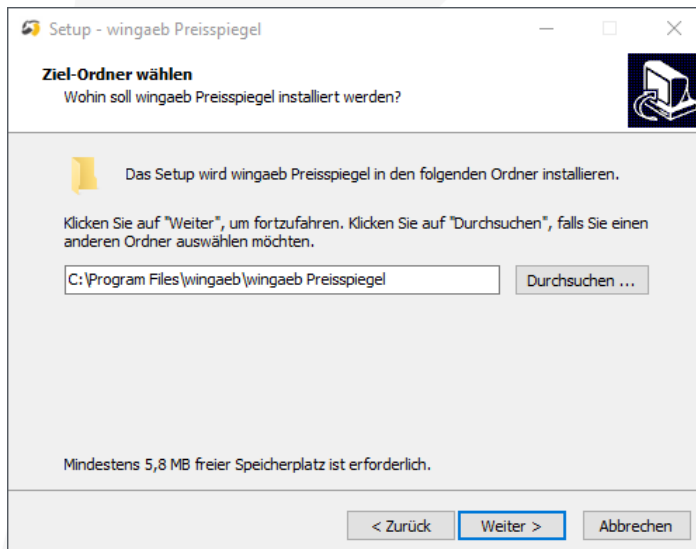 Setup - wingaeb Preisspiegel
Ziel-Ordner wählen
Wohin soll wingaeb Preisspiegel installiert werden?
Das Setup wird wingaeb Preisspiegel in den folgenden Ordner installieren.
Klicken Sie auf "Weiter", um fortzufahren. Klicken Sie auf "Durchsuchen", falls Sie einen
anderen Ordner auswählen möchten.
C:\Program Files\wingaeb\wingaeb Preisspiegel
Durchsuchen ...
Mindestens 5,8 MB freier Speicherplatz ist erforderlich.
< Zurück
Weiter >
Abbrechen